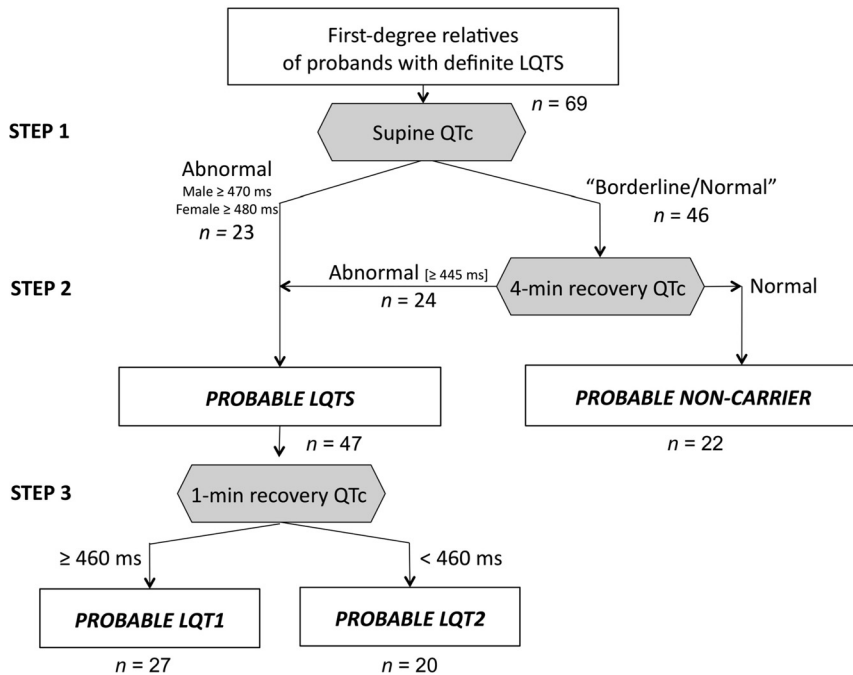 First-degree relatives
of probands with definite LQTS
n = 69
STEP 1
Supine QTc
Abnormal
Male ≥ 470 ms
Female ≥ 480 ms
n = 23
“Borderline/Normal”
n = 46
STEP 2
Abnormal [≥ 445 ms]
n = 24
4-min recovery QTc
Normal
PROBABLE LQTS
n = 47
PROBABLE NON-CARRIER
n = 22
STEP 3
1-min recovery QTc
≥ 460 ms
< 460 ms
PROBABLE LQT1
n = 27
PROBABLE LQT2
n = 20